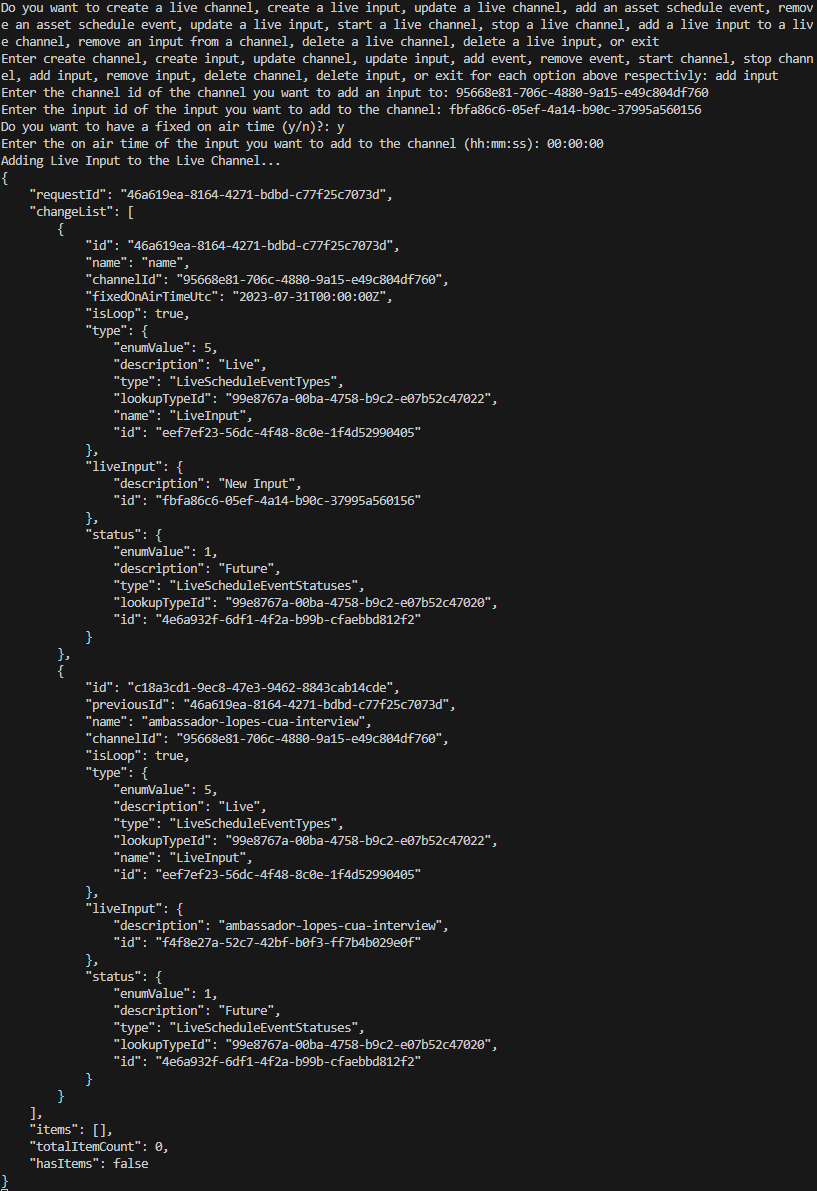 Do you want to create a live channel, create a live input, update a live channel, add an asset schedule event, remov
e an asset schedule event, update a live input, start a live channel, stop a live channel, add a live input to a liv
e channel, remove an input from a channel, delete a live channel, delete a live input, or exit
Enter create channel, create input, update channel, update input, add event, remove event, start channel, stop chann
el, add input, remove input, delete channel, delete input, or exit for each option above respectivly: add input
Enter the channel id of the channel you want to add an input to: 95668e81-706c-4880-9a15-e49c804df760
Enter the input id of the input you want to add to the channel: fbfa86c6-05ef-4a14-b90c-37995a560156
Do you want to have a fixed on air time (y/n)?: y
Enter the on air time of the input you want to add to the channel (hh:mm:ss): 00:00:00
Adding Live Input to the Live Channel...
{
    "requestId": "46a619ea-8164-4271-bdbd-c77f25c7073d",
    "changeList": [
        {
            "id": "46a619ea-8164-4271-bdbd-c77f25c7073d",
            "name": "name",
            "channelId": "95668e81-706c-4880-9a15-e49c804df760",
            "fixedOnAirTimeUtc": "2023-07-31T00:00:00Z",
            "isLoop": true,
            "type": {
                "enumValue": 5,
                "description": "Live",
                "type": "LiveScheduleEventTypes",
                "lookupTypeId": "99e8767a-00ba-4758-b9c2-e07b52c47022",
                "name": "LiveInput",
                "id": "eef7ef23-56dc-4f48-8c0e-1f4d52990405"
            },
            "liveInput": {
                "description": "New Input",
                "id": "fbfa86c6-05ef-4a14-b90c-37995a560156"
            },
            "status": {
                "enumValue": 1,
                "description": "Future",
                "type": "LiveScheduleEventStatuses",
                "lookupTypeId": "99e8767a-00ba-4758-b9c2-e07b52c47020",
                "id": "4e6a932f-6df1-4f2a-b99b-cfaebbd812f2"
            }
        },
        {
            "id": "c18a3cd1-9ec8-47e3-9462-8843cab14cde",
            "previousId": "46a619ea-8164-4271-bdbd-c77f25c7073d",
            "name": "ambassador-lopes-cua-interview",
            "channelId": "95668e81-706c-4880-9a15-e49c804df760",
            "isLoop": true,
            "type": {
                "enumValue": 5,
                "description": "Live",
                "type": "LiveScheduleEventTypes",
                "lookupTypeId": "99e8767a-00ba-4758-b9c2-e07b52c47022",
                "name": "LiveInput",
                "id": "eef7ef23-56dc-4f48-8c0e-1f4d52990405"
            },
            "liveInput": {
                "description": "ambassador-lopes-cua-interview",
                "id": "f4f8e27a-52c7-42bf-b0f3-ff7b4b029e0f"
            },
            "status": {
                "enumValue": 1,
                "description": "Future",
                "type": "LiveScheduleEventStatuses",
                "lookupTypeId": "99e8767a-00ba-4758-b9c2-e07b52c47020",
                "id": "4e6a932f-6df1-4f2a-b99b-cfaebbd812f2"
            }
        }
    ],
    "items": [],
    "totalItemCount": 0,
    "hasItems": false
}